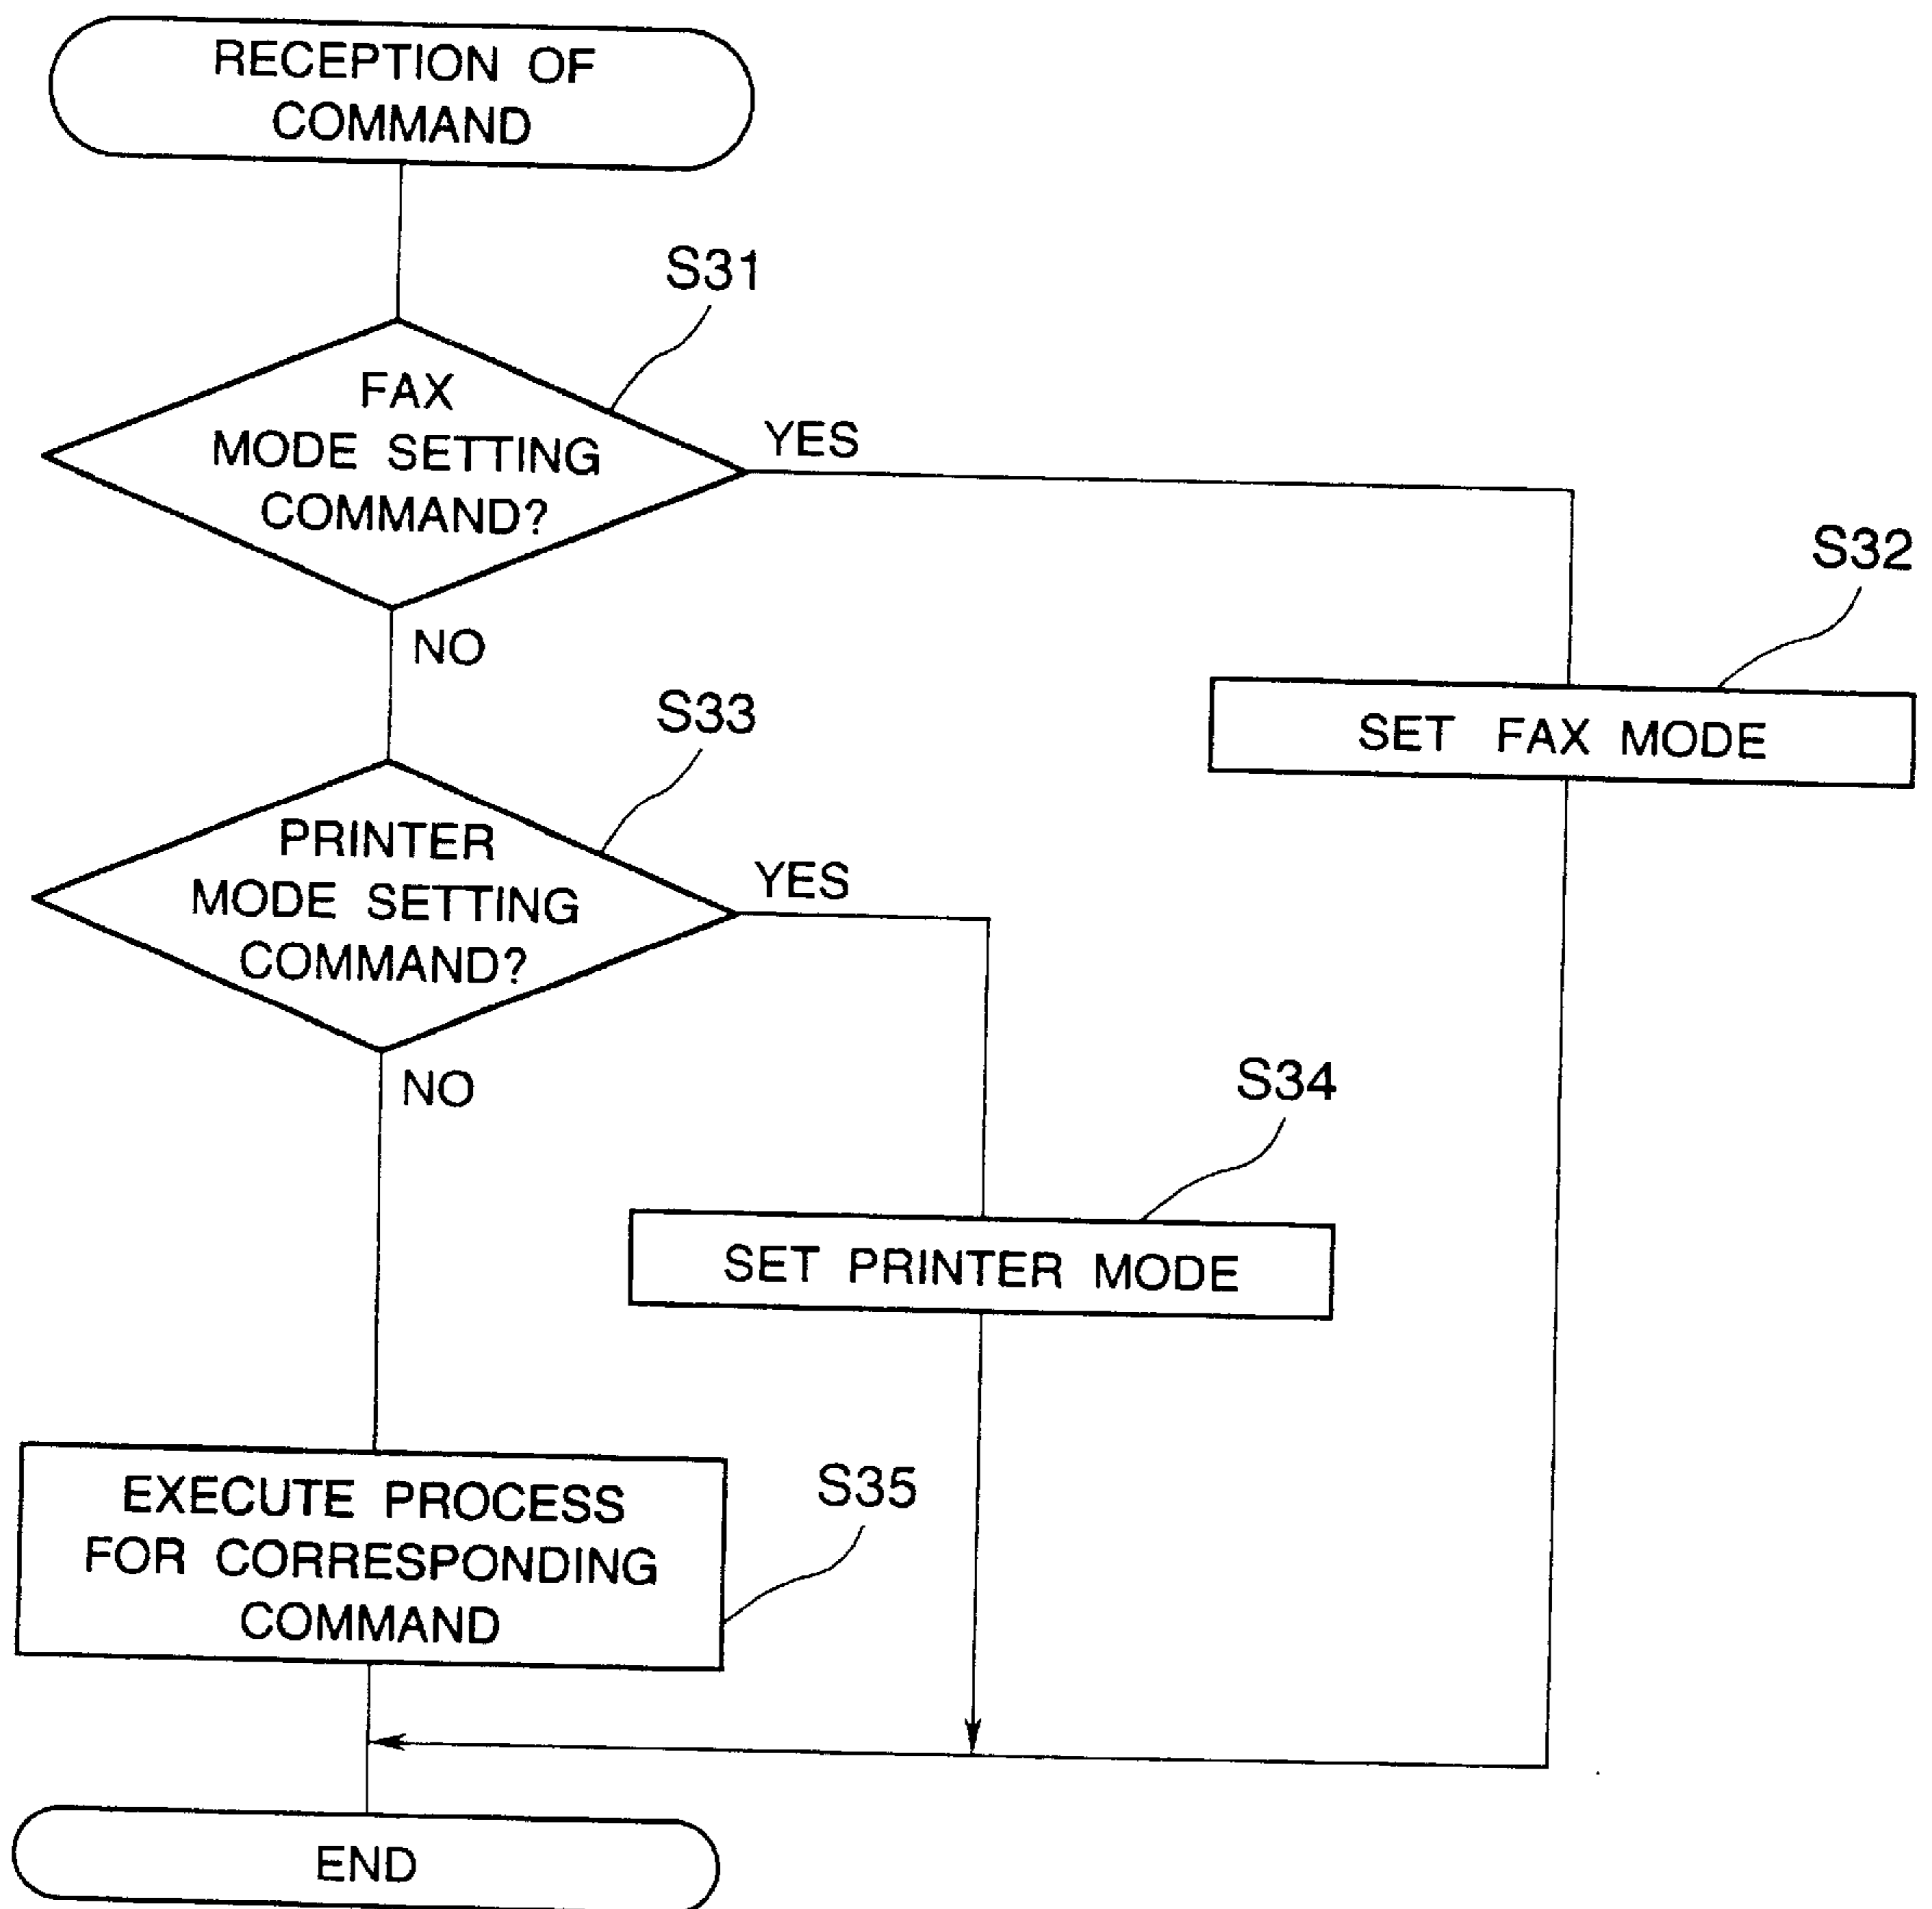 RECEPTION OF
COMMAND
S31
FAX
MODE SETTING
COMMAND?
YES
NO
S32
SET FAX MODE
S33
PRINTER
MODE SETTING
COMMAND?
YES
NO
S34
SET PRINTER MODE
S35
EXECUTE PROCESS
FOR CORRESPONDING
COMMAND
END